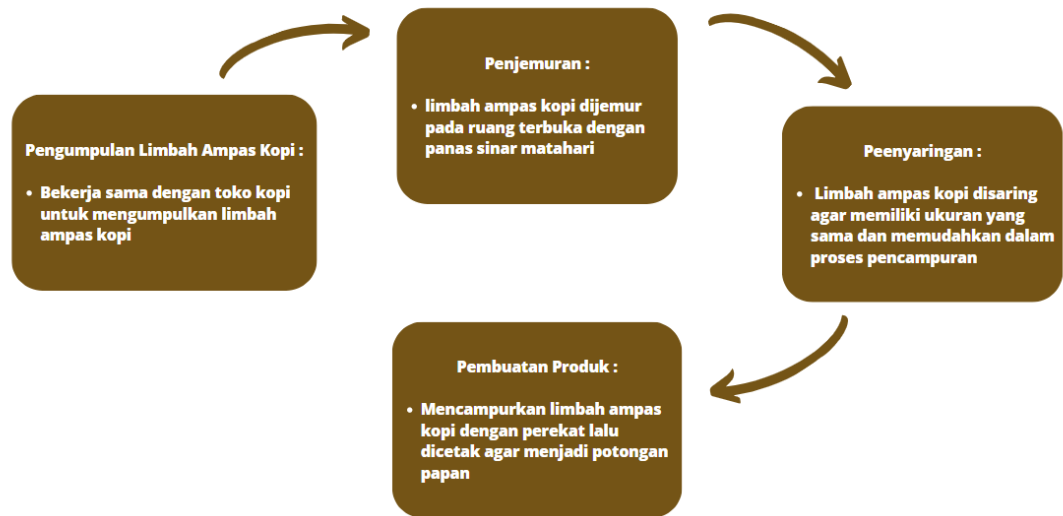 Pengumpulan Limbah Ampas Kopi :
• Bekerja sama dengan toko kopi
untuk mengumpulkan limbah
ampas kopi
Penjemuran :
• limbah ampas kopi dijemur
pada ruang terbuka dengan
panas sinar matahari
Peenyaringan :
• Limbah ampas kopi disaring
agar memiliki ukuran yang
sama dan memudahkan dalam
proses pencampuran
Pembuatan Produk :
• Mencampurkan limbah ampas
kopi dengan perekat lalu
dicetak agar menjadi potongan
papan